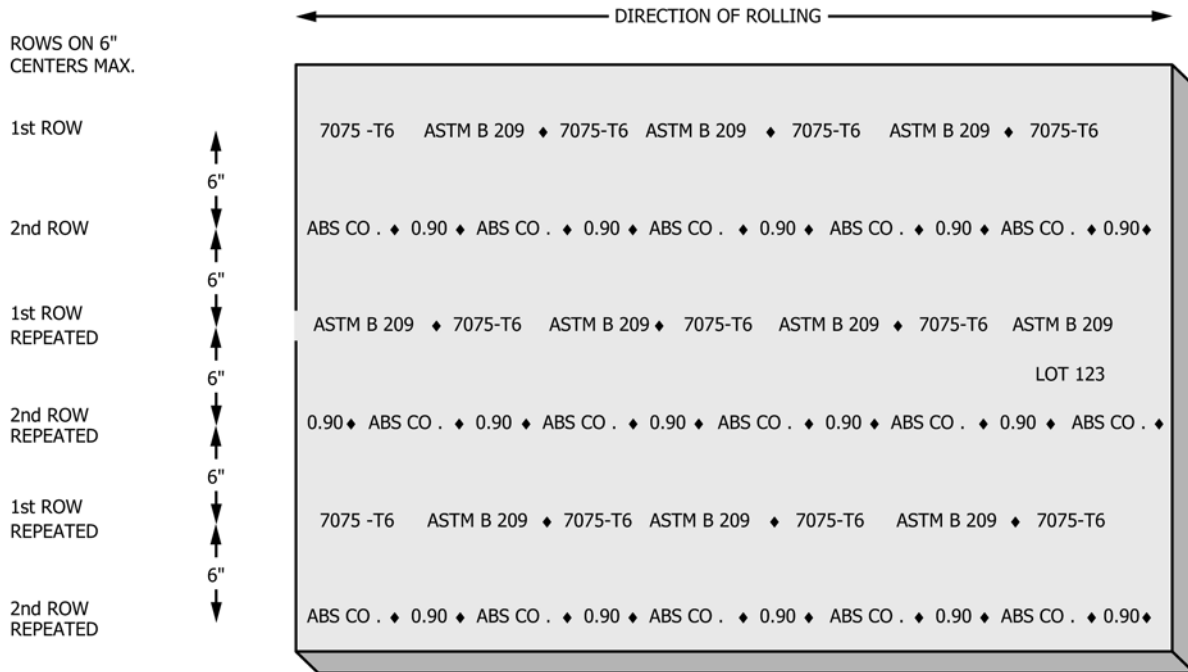 DIRECTION OF ROLLING
ROWS ON 6"
CENTERS MAX.
1st ROW
7075 -T6 ASTM B 209 ♦ 7075-T6 ASTM B 209 ♦ 7075-T6 ASTM B 209 ♦ 7075-T6
6"
2nd ROW
ABS CO . ♦ 0.90 ♦ ABS CO . ♦ 0.90 ♦ ABS CO . ♦ 0.90 ♦ ABS CO . ♦ 0.90 ♦ ABS CO . ♦ 0.90♦
6"
1st ROW
REPEATED
ASTM B 209 ♦ 7075-T6 ASTM B 209♦ 7075-T6 ASTM B 209 ♦ 7075-T6 ASTM B 209
6"
LOT 123
2nd ROW
REPEATED
0.90♦ ABS CO . ♦ 0.90 ♦ ABS CO . ♦ 0.90 ♦ ABS CO . ♦ 0.90 ♦ ABS CO . ♦ 0.90 ♦ ABS CO . ♦
6"
1st ROW
REPEATED
7075 -T6 ASTM B 209 ♦ 7075-T6 ASTM B 209 ♦ 7075-T6 ASTM B 209 ♦ 7075-T6
6"
2nd ROW
REPEATED
ABS CO . ♦ 0.90 ♦ ABS CO . ♦ 0.90 ♦ ABS CO . ♦ 0.90 ♦ ABS CO . ♦ 0.90 ♦ ABS CO . ♦ 0.90♦